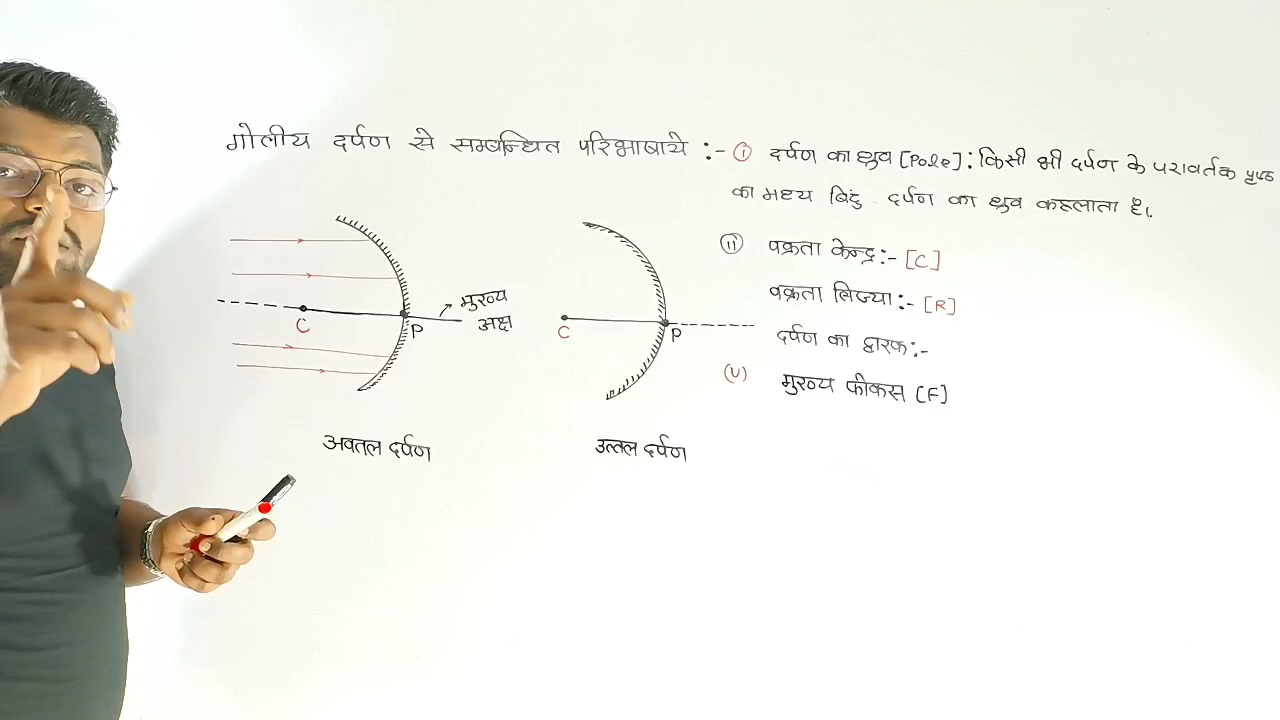 गोलीय दर्पण से सम्बन्धित परिभाषाये :- (i) दर्पण का ध्रुव [Pole] : किसी भी दर्पण के परावर्तक पृष्ठ
का मध्य बिंदु दर्पण का ध्रुव कहलाता है।
(ii) वक्रता केन्द्र :- [C]
वक्रता त्रिज्या :- [R]
दर्पण का द्वारक :-
(v) मुख्य फोकस [F]
C
P
मुख्य
अक्ष
C
P
अवतल दर्पण
उत्तल दर्पण